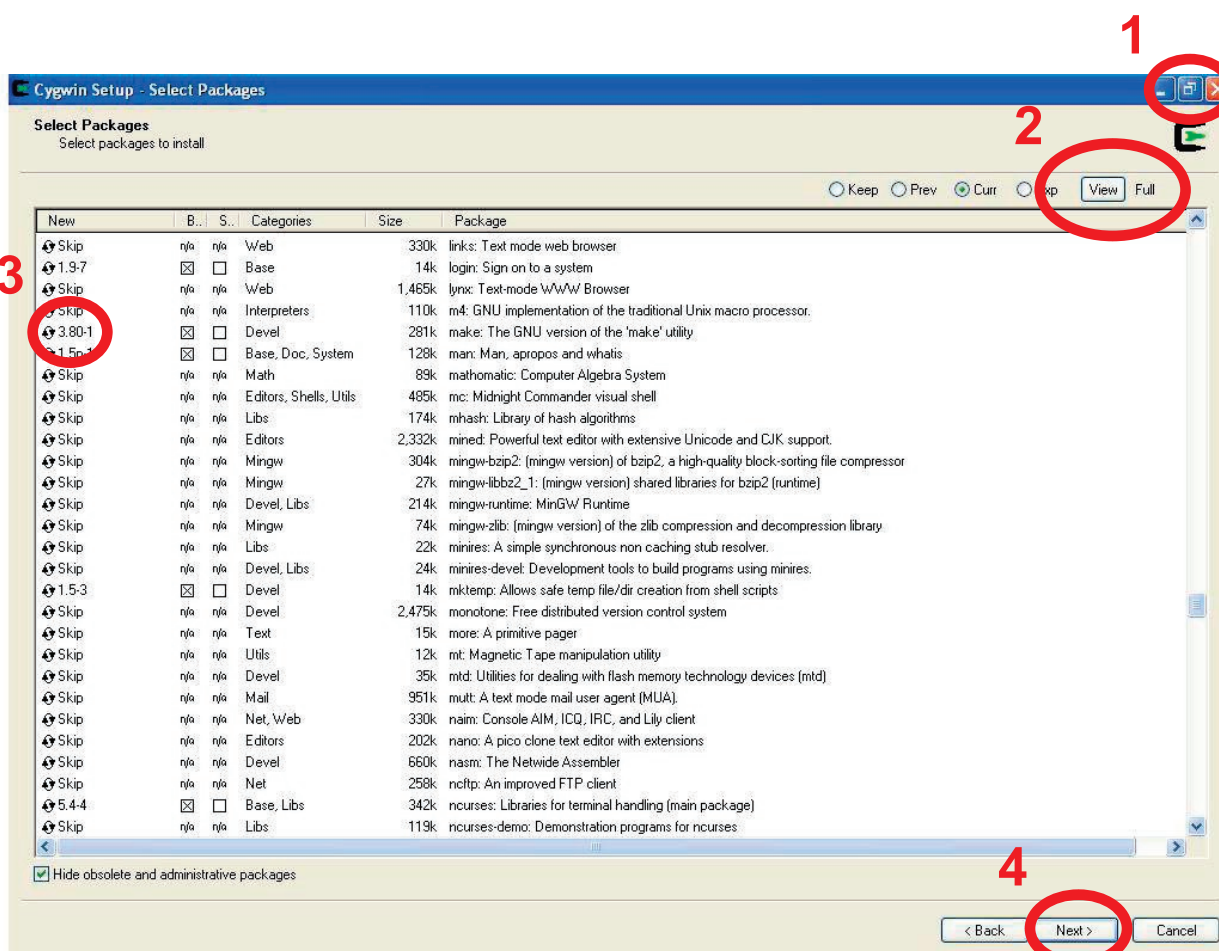 1
Cygwin Setup - Select Packages
Select Packages
Select packages to install
2
Keep Prev Curr xp View Full
New B.. S.. Categories Size Package
Skip n/a n/a Web 330k links: Text mode web browser
3
1.9-7 Base 14k login: Sign on to a system
Skip n/a n/a Web 1,465k lynx: Text-mode WWW Browser
Skip n/a n/a Interpreters 110k m4: GNU implementation of the traditional Unix macro processor.
3.80-1 Devel 281k make: The GNU version of the 'make' utility
1.5p-1 Base, Doc, System 128k man: Man, apropos and whatis
Skip n/a n/a Math 89k mathomatic: Computer Algebra System
Skip n/a n/a Editors, Shells, Utils 485k mc: Midnight Commander visual shell
Skip n/a n/a Libs 174k mhash: Library of hash algorithms
Skip n/a n/a Editors 2,332k mined: Powerful text editor with extensive Unicode and CJK support.
Skip n/a n/a Mingw 304k mingw-bzip2: (mingw version) of bzip2, a high-quality block-sorting file compressor
Skip n/a n/a Mingw 27k mingw-libbz2_1: (mingw version) shared libraries for bzip2 (runtime)
Skip n/a n/a Devel, Libs 214k mingw-runtime: MinGW Runtime
Skip n/a n/a Mingw 74k mingw-zlib: (mingw version) of the zlib compression and decompression library
Skip n/a n/a Libs 22k minires: A simple synchronous non caching stub resolver.
Skip n/a n/a Devel, Libs 24k minires-devel: Development tools to build programs using minires.
1.5-3 Devel 14k mktemp: Allows safe temp file/dir creation from shell scripts
Skip n/a n/a Devel 2,475k monotone: Free distributed version control system
Skip n/a n/a Text 15k more: A primitive pager
Skip n/a n/a Utils 12k mt: Magnetic Tape manipulation utility
Skip n/a n/a Devel 35k mtd: Utilities for dealing with flash memory technology devices (mtd)
Skip n/a n/a Mail 951k mutt: A text mode mail user agent (MUA).
Skip n/a n/a Net, Web 330k naim: Console AIM, ICQ, IRC, and Lily client
Skip n/a n/a Editors 202k nano: A pico clone text editor with extensions
Skip n/a n/a Devel 660k nasm: The Netwide Assembler
Skip n/a n/a Net 258k ncftp: An improved FTP client
5.4-4 Base, Libs 342k ncurses: Libraries for terminal handling (main package)
Skip n/a n/a Libs 119k ncurses-demo: Demonstration programs for ncurses
Hide obsolete and administrative packages
4
< Back Next > Cancel